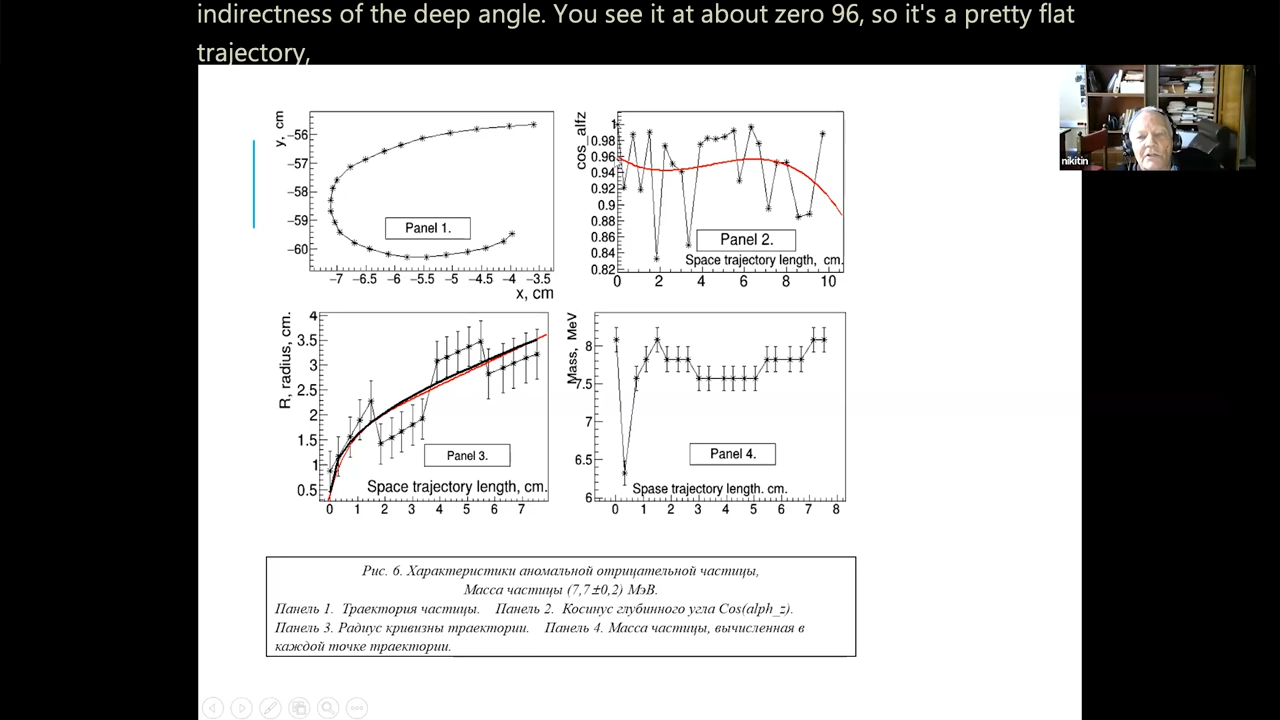 indirectness of the deep angle. You see it at about zero 96, so it's a pretty flat
trajectory,
nikitin
y, cm
−56
−57
−58
−59
−60
Panel 1.
−7 −6.5 −6 −5.5 −5 −4.5 −4 −3.5
x, cm
cos_alfz
1
0.98
0.96
0.94
0.92
0.9
0.88
0.86
0.84
0.82
Panel 2.
Space trajectory length, cm.
0 2 4 6 8 10
R, radius, cm.
4
3.5
3
2.5
2
1.5
1
0.5
Panel 3.
Space trajectory length, cm.
0 1 2 3 4 5 6 7
Mass, MeV
8
7.5
7
6.5
6
Panel 4.
Spase trajectory length. cm.
0 1 2 3 4 5 6 7 8
Рис. 6. Характеристики аномальной отрицательной частицы,
Масса частицы (7,7±0,2) МэВ.
Панель 1. Траектория частицы. Панель 2. Косинус глубинного угла Cos(alph_z).
Панель 3. Радиус кривизны траектории. Панель 4. Масса частицы, вычисленная в
каждой точке траектории.